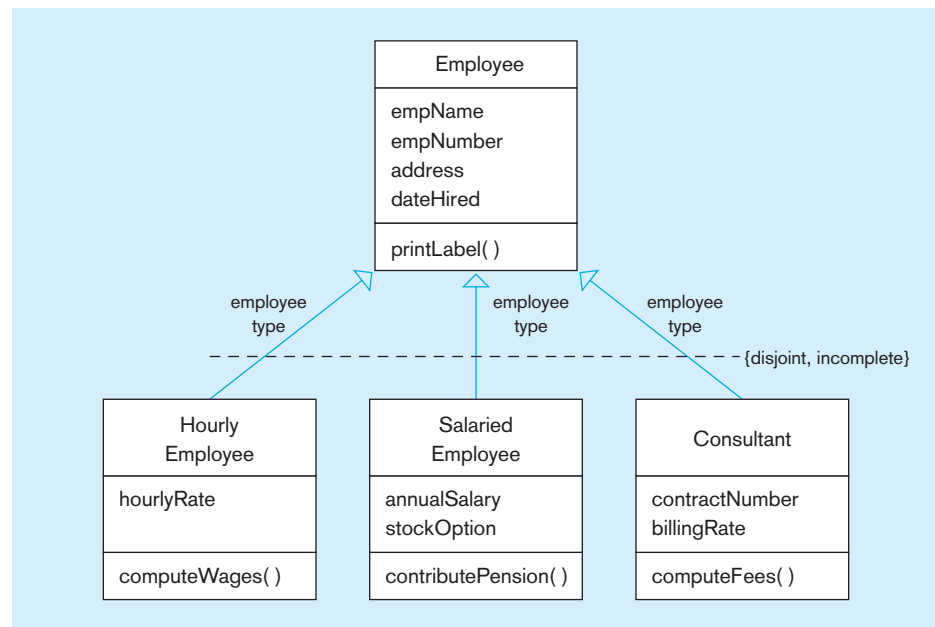 Employee
empName
empNumber
address
dateHired
printLabel( )
employee
type
employee
type
employee
type
{disjoint, incomplete}
Hourly
Employee
hourlyRate
computeWages( )
Salaried
Employee
annualSalary
stockOption
contributePension( )
Consultant
contractNumber
billingRate
computeFees( )